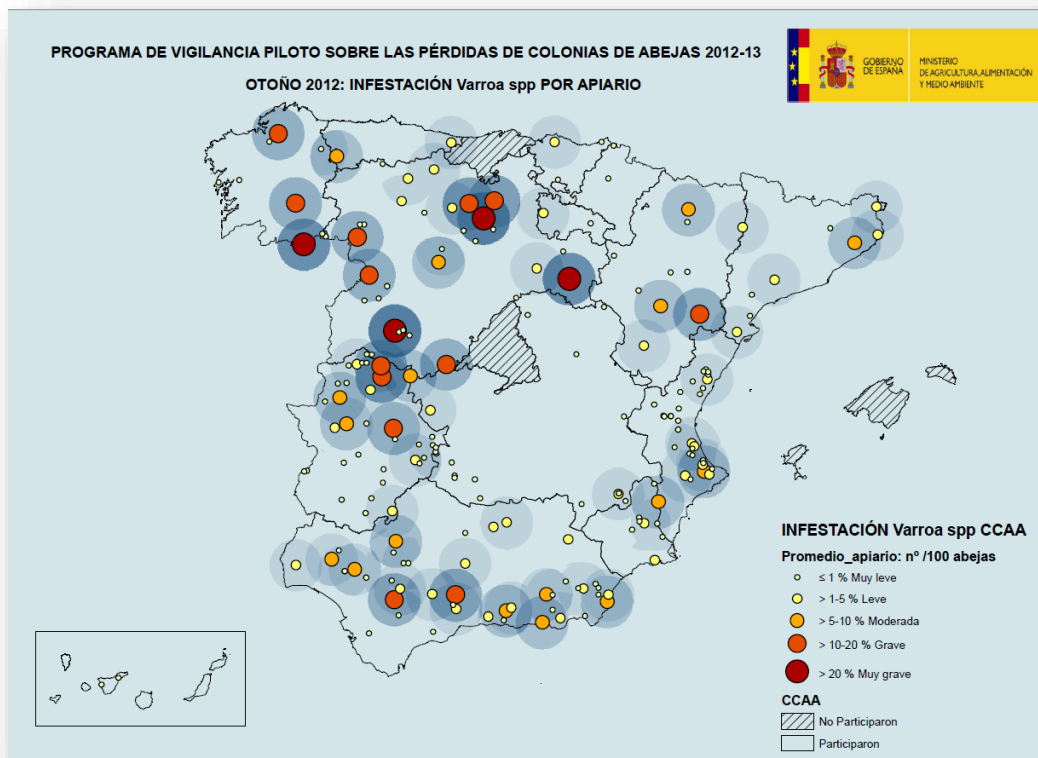 PROGRAMA DE VIGILANCIA PILOTO SOBRE LAS PÉRDIDAS DE COLONIAS DE ABEJAS 2012-13
OTOÑO 2012: INFESTACIÓN Varroa spp POR APIARIO
GOBIERNO
DE ESPAÑA
MINISTERIO
DE AGRICULTURA, ALIMENTACIÓN
Y MEDIO AMBIENTE
INFESTACIÓN Varroa spp CCAA
Promedio_apiario: nº /100 abejas
≤ 1 % Muy leve
> 1-5 % Leve
> 5-10 % Moderada
> 10-20 % Grave
> 20 % Muy grave
CCAA
No Participaron
Participaron